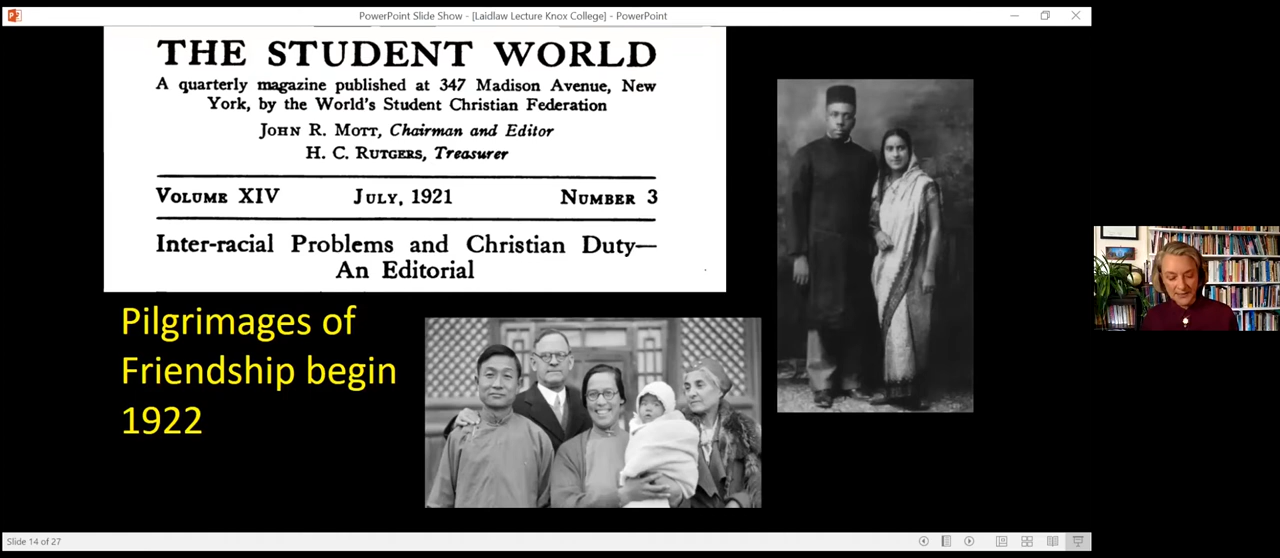 PowerPoint Slide Show - [Laidlaw Lecture Knox College] - PowerPoint
THE STUDENT WORLD
A quarterly magazine published at 347 Madison Avenue, New
York, by the World's Student Christian Federation
JOHN R. MOTT, Chairman and Editor
H. C. RUTGERS, Treasurer
VOLUME XIV JULY, 1921 NUMBER 3
Inter-racial Problems and Christian Duty—
An Editorial
Pilgrimages of
Friendship begin
1922
Slide 14 of 27